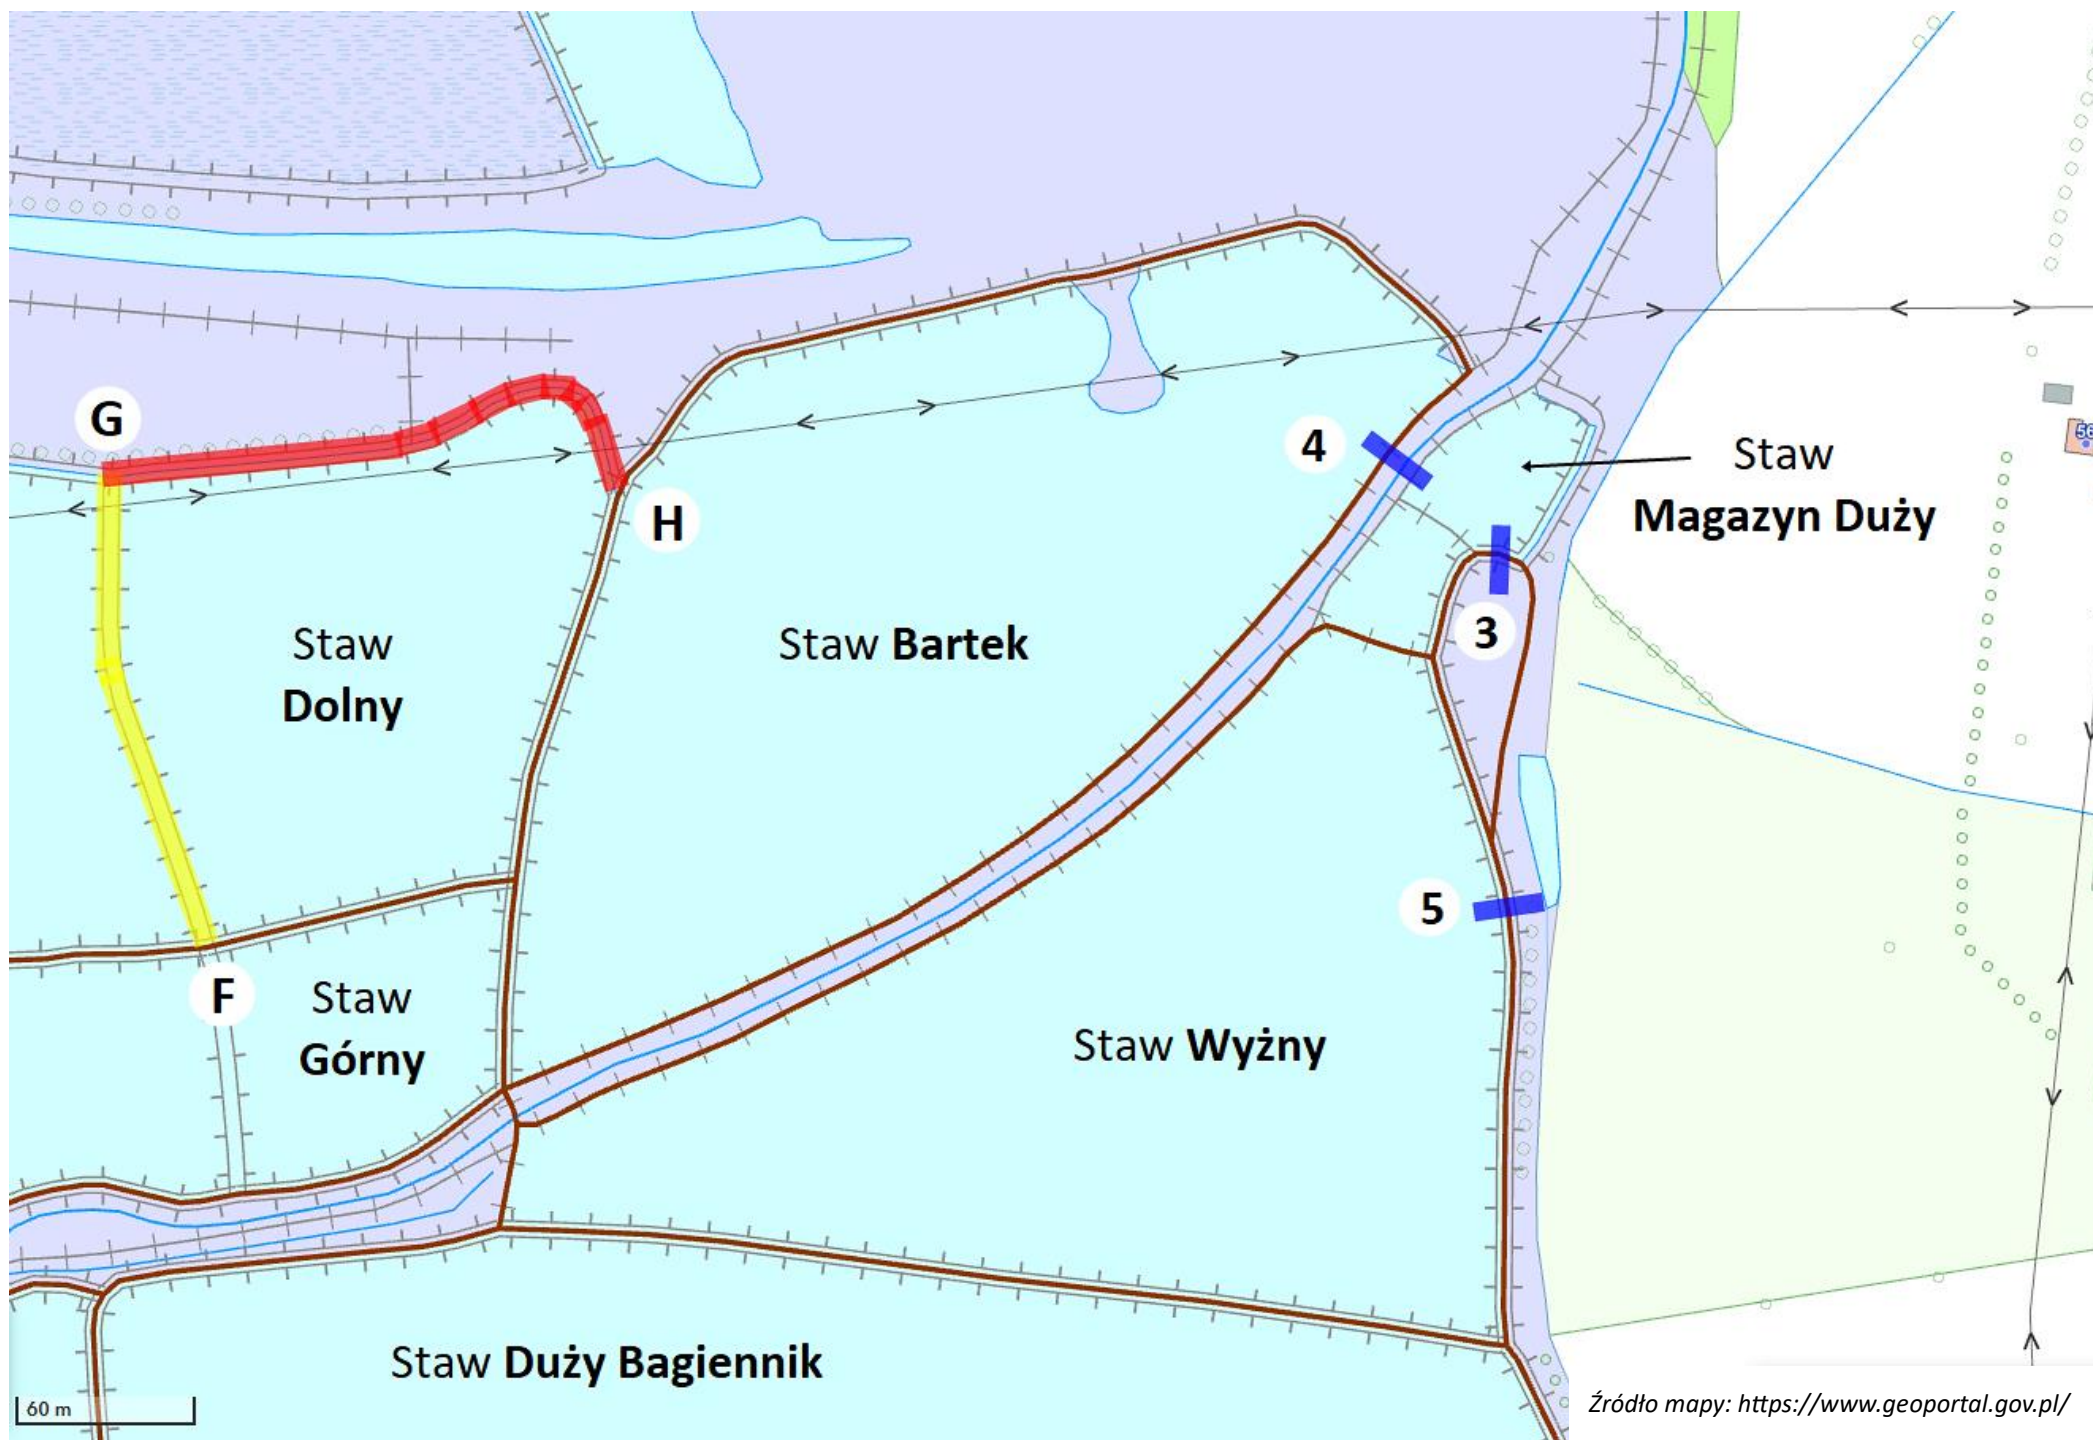 G
4
Staw
Magazyn Duży
H
3
Staw
Dolny
Staw Bartek
5
F
Staw
Górny
Staw Wyżny
Staw Duży Bagiennik
60 m
Źródło mapy: https://www.geoportal.gov.pl/